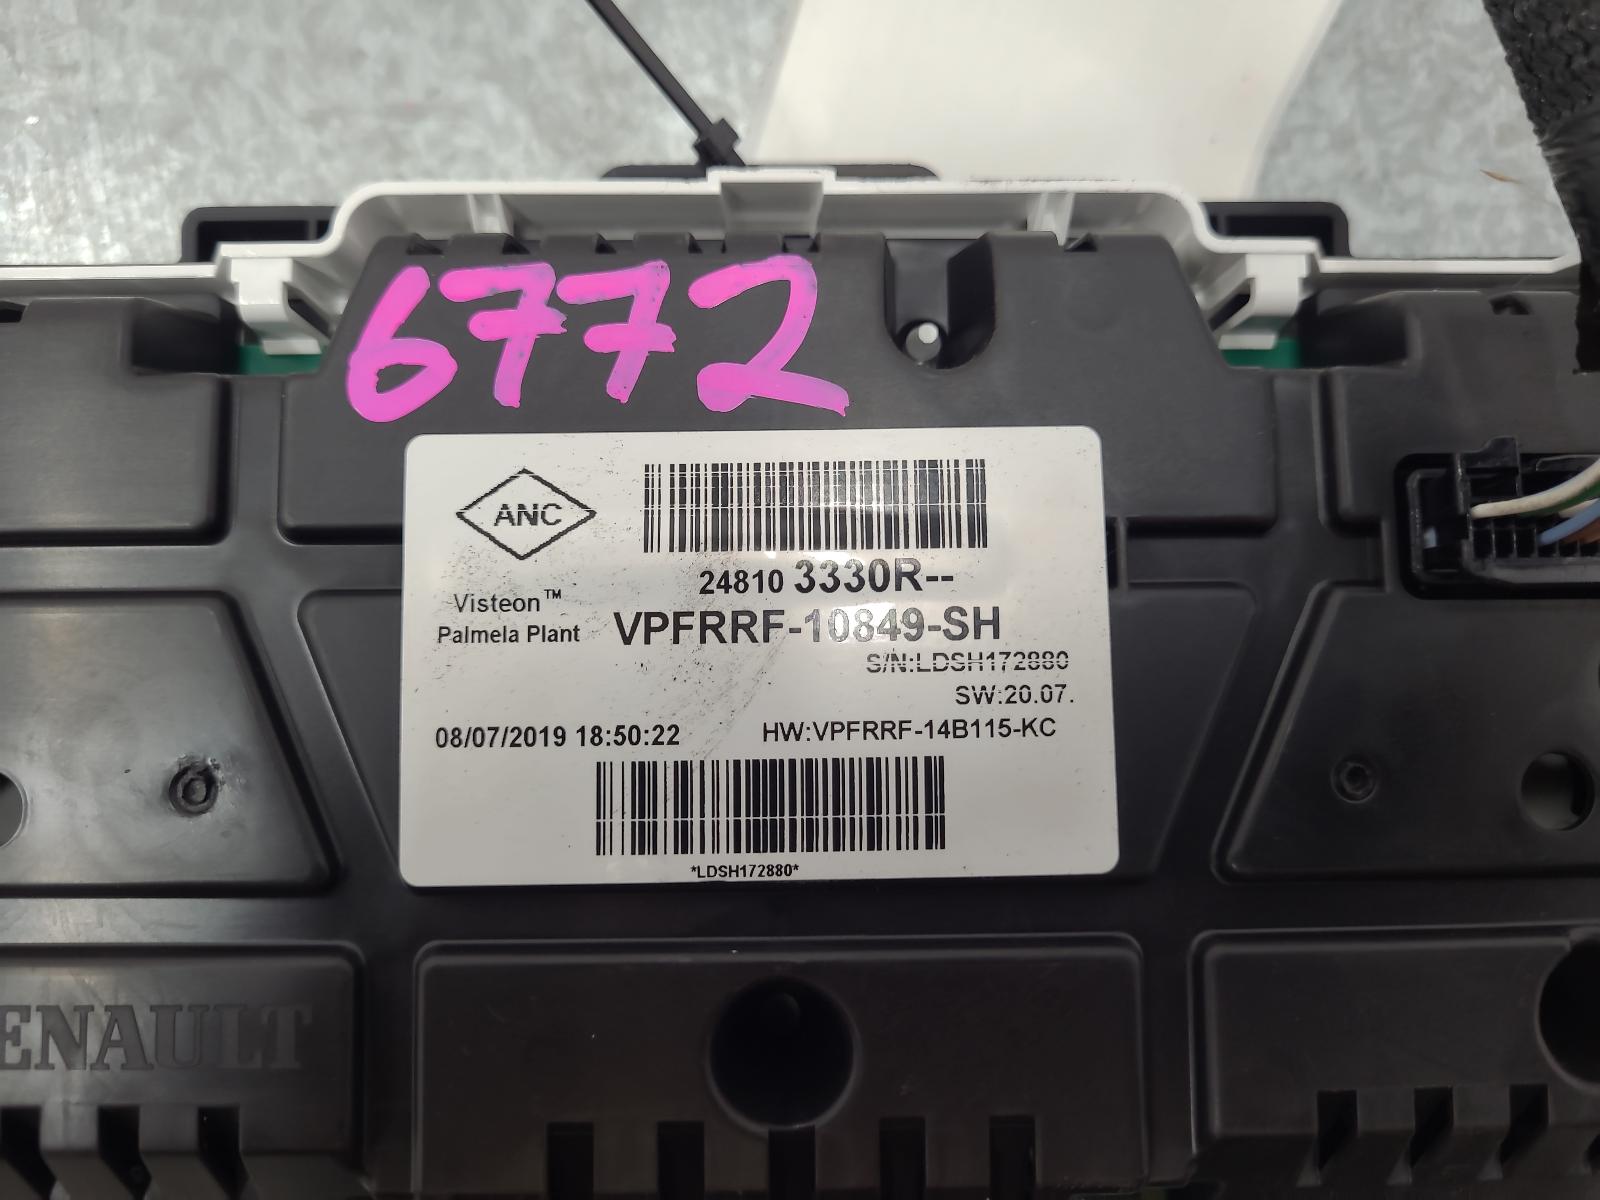 6772
ANC
24810 3330R--
Visteon™
Palmela Plant
VPFRRF-10849-SH
S/N:LDSH172880
SW:20.07.
08/07/2019 18:50:22
HW:VPFRRF-14B115-KC
*LDSH172880*
ENAULT